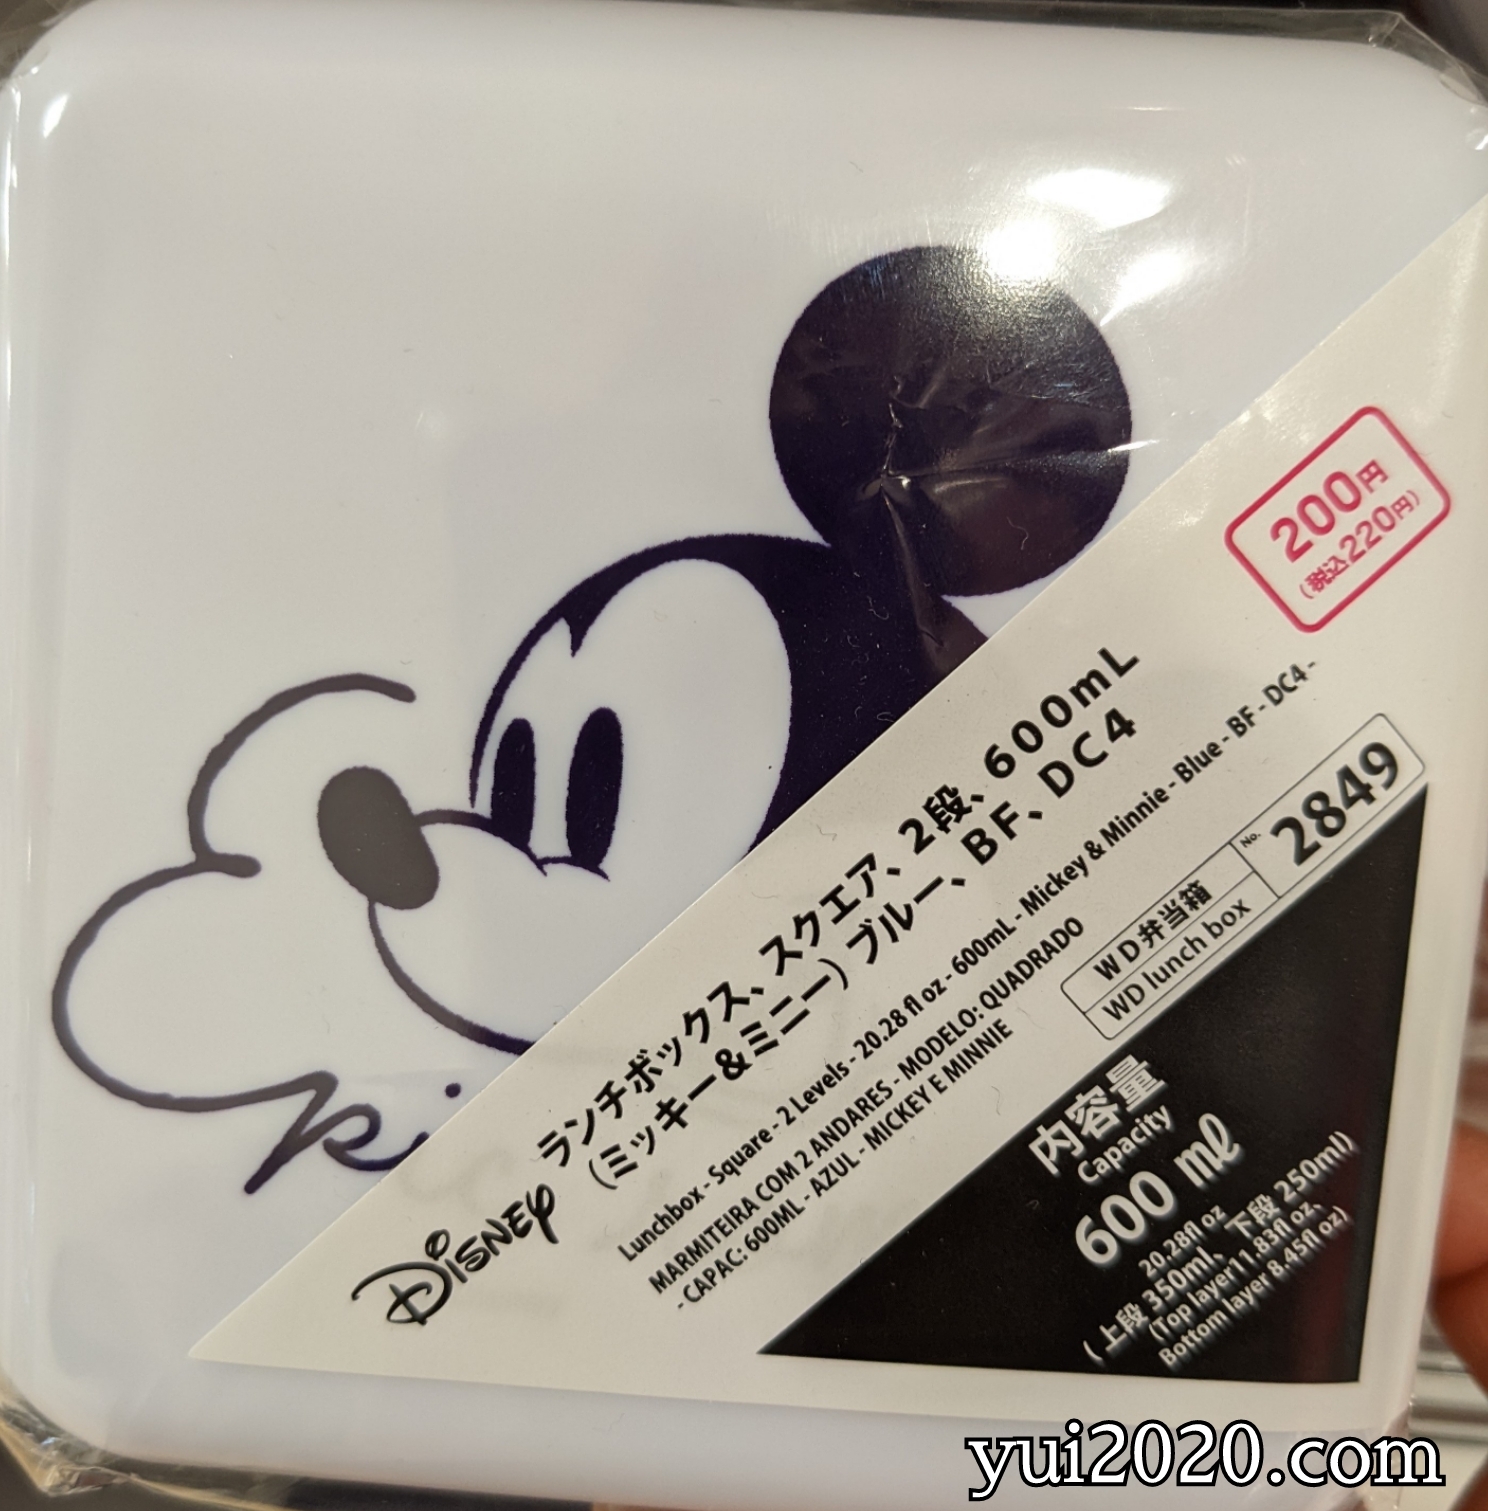 ki
200円
(税込220円)
DISNEY
ランチボックス、スクエア、2段、600mL
(ミッキー&ミニー) ブルー、BF、DC4
Lunchbox - Square - 2 Levels - 20.28 fl oz - 600mL - Mickey & Minnie - Blue - BF - DC4 -
MARMITEIRA COM 2 ANDARES - MODELO: QUADRADO
- CAPAC: 600ML - AZUL - MICKEY E MINNIE
WD弁当箱
WD lunch box
No. 2849
内容量
Capacity
600 ml
20.28fl oz
(上段 350ml、下段 250ml)
(Top layer11.83fl oz、
Bottom layer 8.45fl oz)
yui2020.com